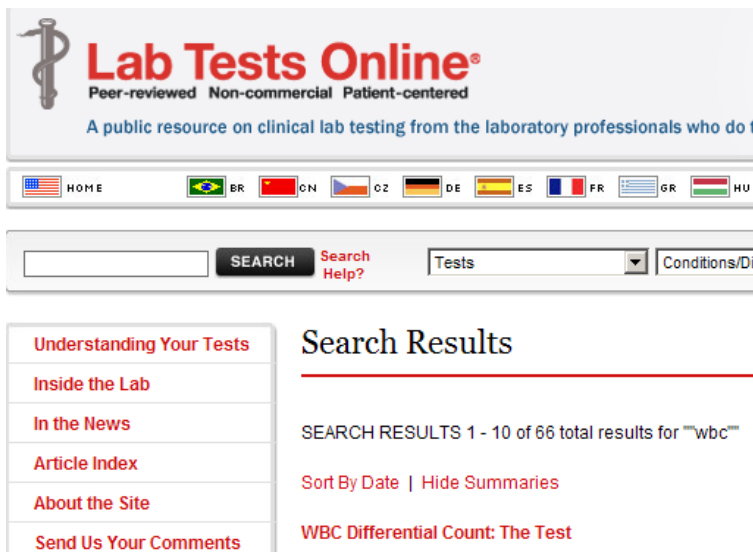 Lab Tests Online®
Peer-reviewed Non-commercial Patient-centered
A public resource on clinical lab testing from the laboratory professionals who do
HOME BR CN CZ DE ES FR GR HU
SEARCH Search Help? Tests Conditions/Di
Understanding Your Tests
Inside the Lab
In the News
Article Index
About the Site
Send Us Your Comments
Search Results
SEARCH RESULTS 1 - 10 of 66 total results for ""wbc""
Sort By Date | Hide Summaries
WBC Differential Count: The Test